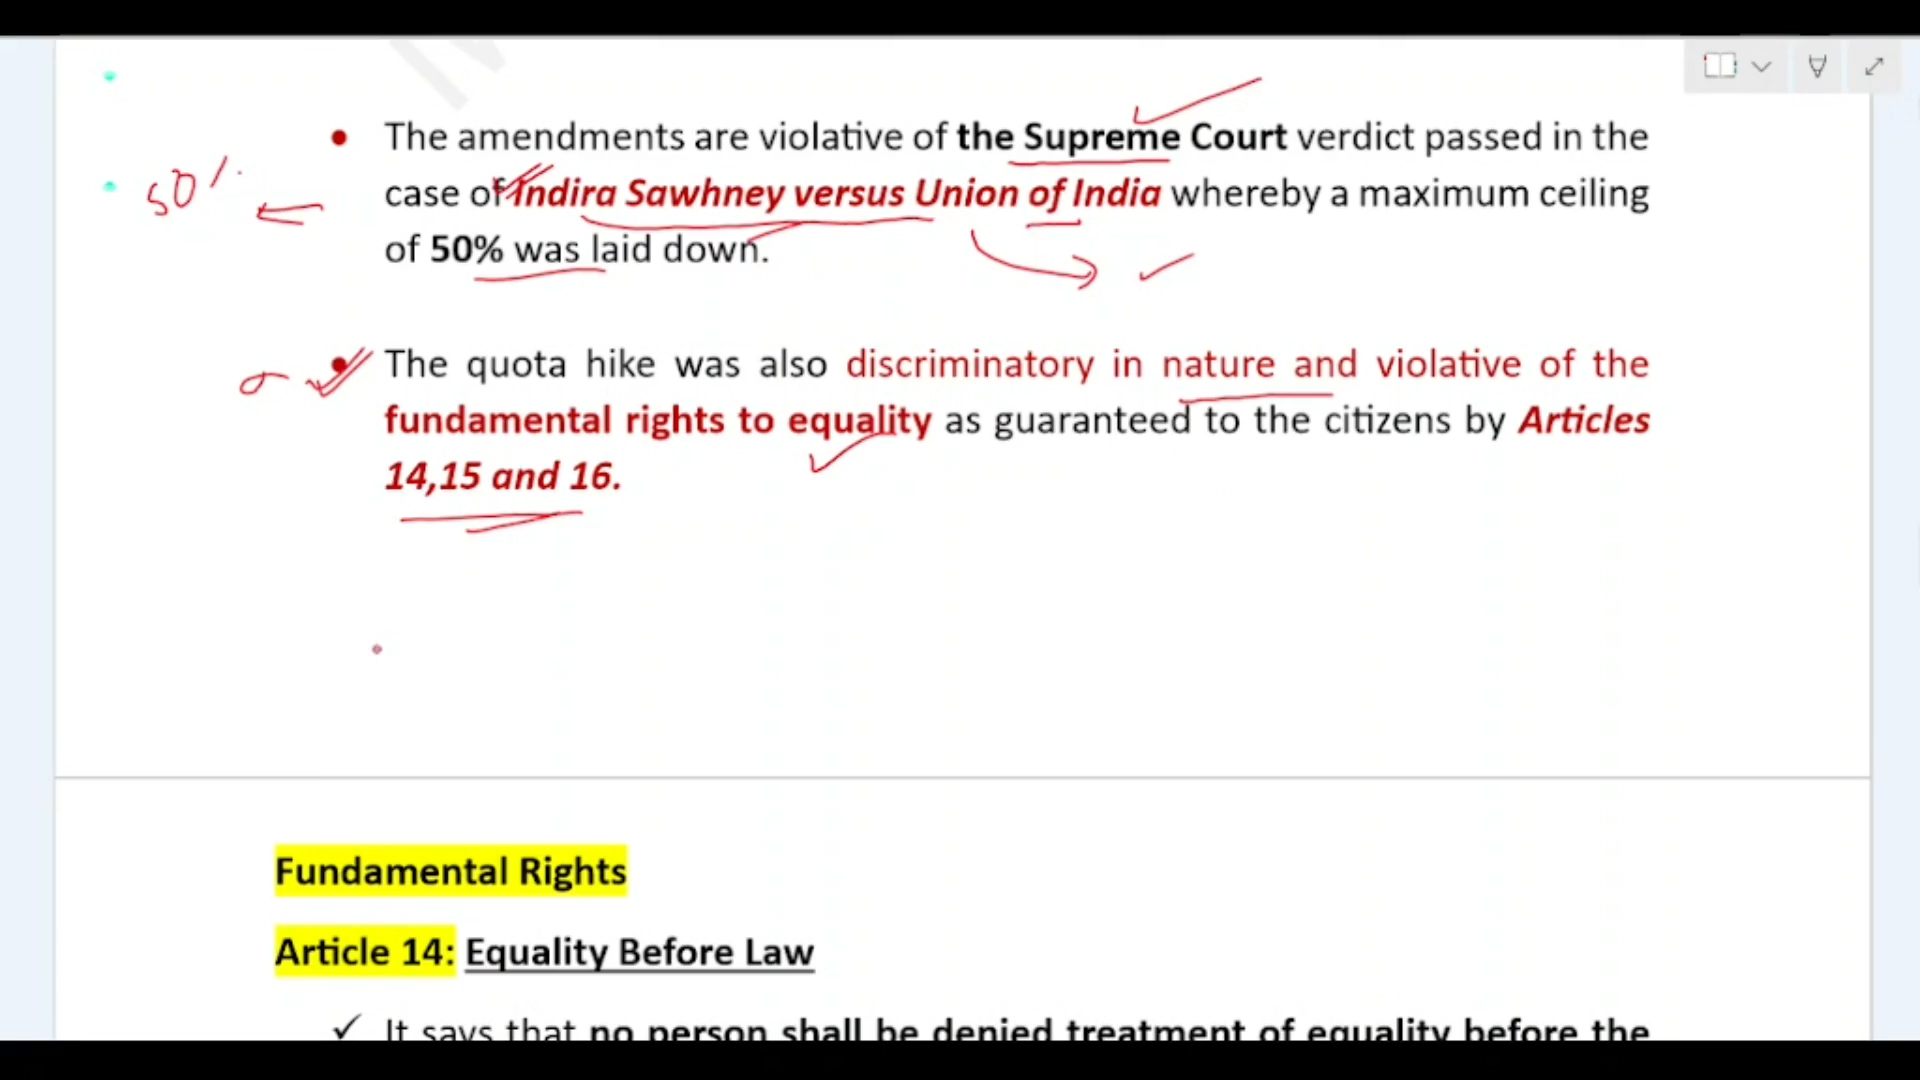 The amendments are violative of the Supreme Court verdict passed in the
50%
case of Indira Sawhney versus Union of India whereby a maximum ceiling
of 50% was laid down.
The quota hike was also discriminatory in nature and violative of the
fundamental rights to equality as guaranteed to the citizens by Articles
14,15 and 16.
Fundamental Rights
Article 14: Equality Before Law
It says that no person shall be denied treatment of equality before the